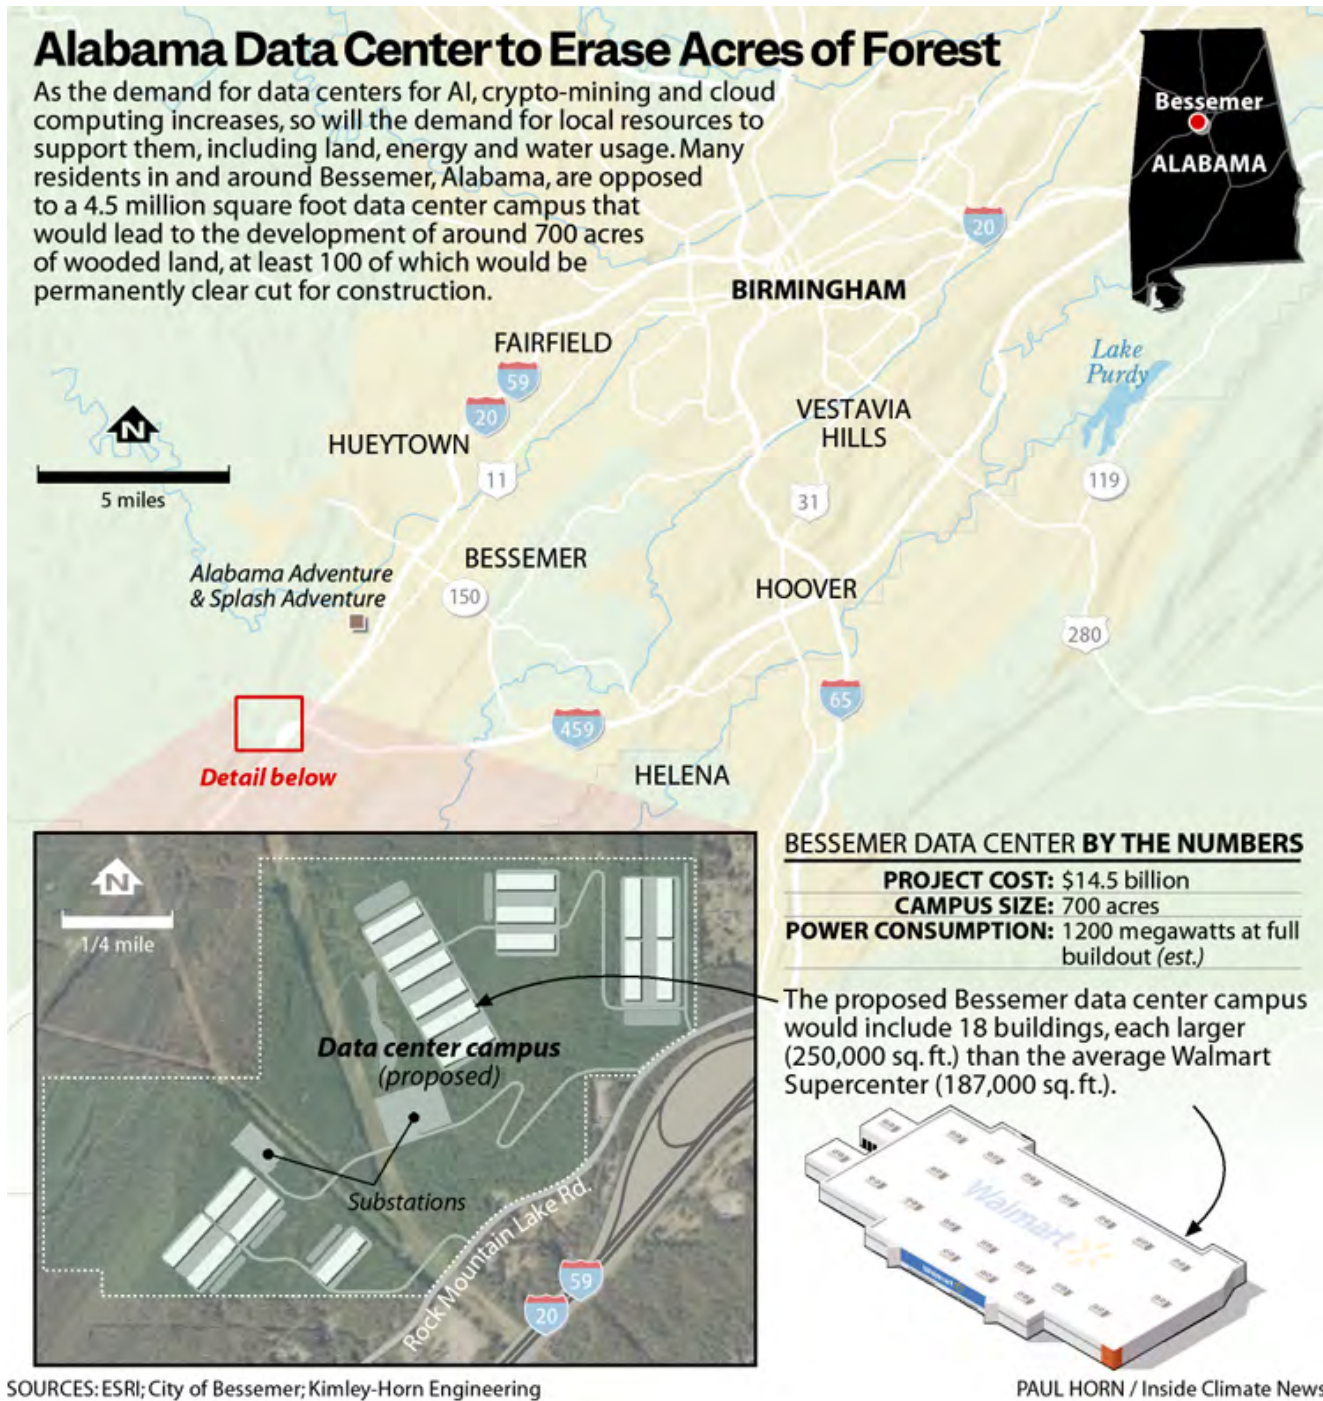 Alabama Data Center to Erase Acres of Forest
As the demand for data centers for AI, crypto-mining and cloud
computing increases, so will the demand for local resources to
support them, including land, energy and water usage. Many
residents in and around Bessemer, Alabama, are opposed
to a 4.5 million square foot data center campus that
would lead to the development of around 700 acres
of wooded land, at least 100 of which would be
permanently clear cut for construction.
Bessemer
ALABAMA
20
BIRMINGHAM
FAIRFIELD
59
20
Lake
Purdy
N
5 miles
HUEYTOWN
VESTAVIA
HILLS
11
31
119
BESSEMER
Alabama Adventure
& Splash Adventure
150
HOOVER
280
65
459
HELENA
Detail below
N
1/4 mile
Data center campus
(proposed)
Substations
Rock Mountain Lake Rd.
59
20
BESSEMER DATA CENTER BY THE NUMBERS
PROJECT COST: $14.5 billion
CAMPUS SIZE: 700 acres
POWER CONSUMPTION: 1200 megawatts at full
buildout (est.)
The proposed Bessemer data center campus
would include 18 buildings, each larger
(250,000 sq. ft.) than the average Walmart
Supercenter (187,000 sq. ft.).
Walmart
Walmart
SOURCES: ESRI; City of Bessemer; Kimley-Horn Engineering
PAUL HORN / Inside Climate News